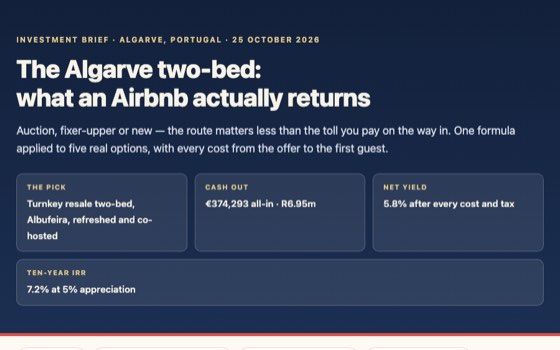 INVESTMENT BRIEF · ALGARVE, PORTUGAL · 25 OCTOBER 2026
The Algarve two-bed:
what an Airbnb actually returns
Auction, fixer-upper or new — the route matters less than the toll you pay on the way in. One formula
applied to five real options, with every cost from the offer to the first guest.
THE PICK
Turnkey resale two-bed,
Albufeira, refreshed and co-
hosted
CASH OUT
€374,293 all-in · R6.95m
NET YIELD
5.8% after every cost and tax
TEN-YEAR IRR
7.2% at 5% appreciation